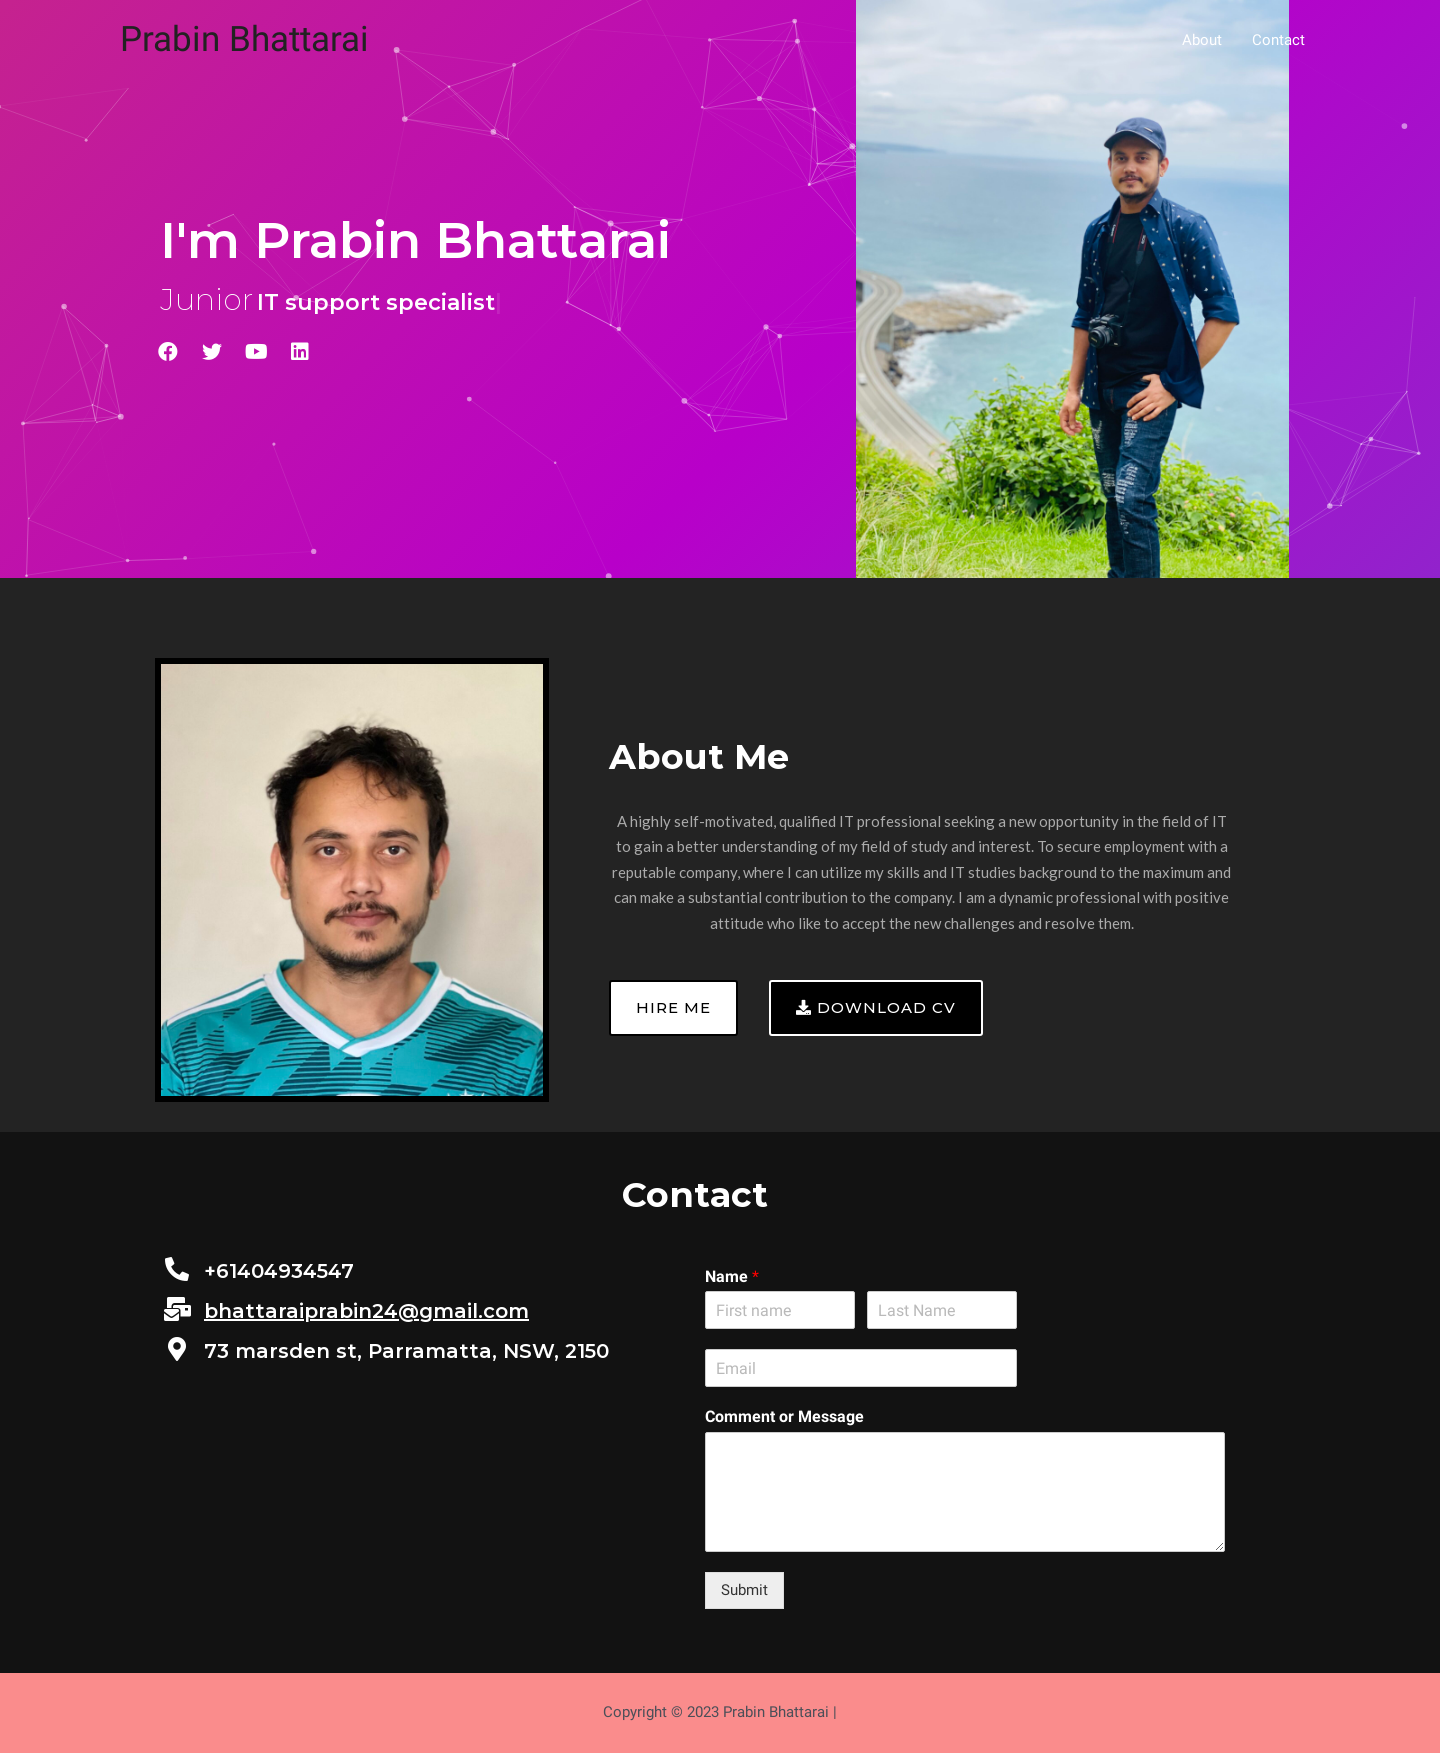 Prabin Bhattarai
About Contact
I'm Prabin Bhattarai
Junior IT support specialist|
About Me
A highly self-motivated, qualified IT professional seeking a new opportunity in the field of IT
to gain a better understanding of my field of study and interest. To secure employment with a
reputable company, where I can utilize my skills and IT studies background to the maximum and
can make a substantial contribution to the company. I am a dynamic professional with positive
attitude who like to accept the new challenges and resolve them.
HIRE ME
DOWNLOAD CV
Contact
+61404934547
bhattaraiprabin24@gmail.com
73 marsden st, Parramatta, NSW, 2150
Name *
First name Last Name
Email
Comment or Message
Submit
Copyright © 2023 Prabin Bhattarai |